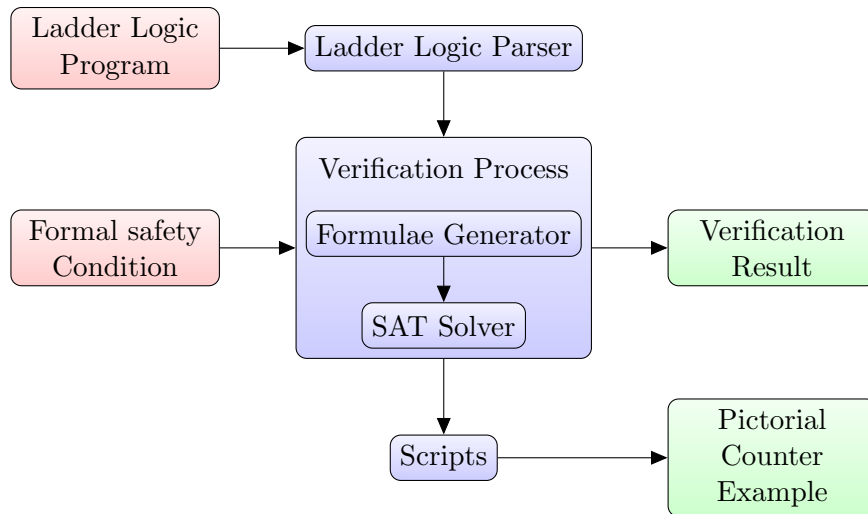 Ladder Logic
Program
Ladder Logic Parser
Verification Process
Formulae Generator
SAT Solver
Formal safety
Condition
Verification
Result
Scripts
Pictorial
Counter
Example